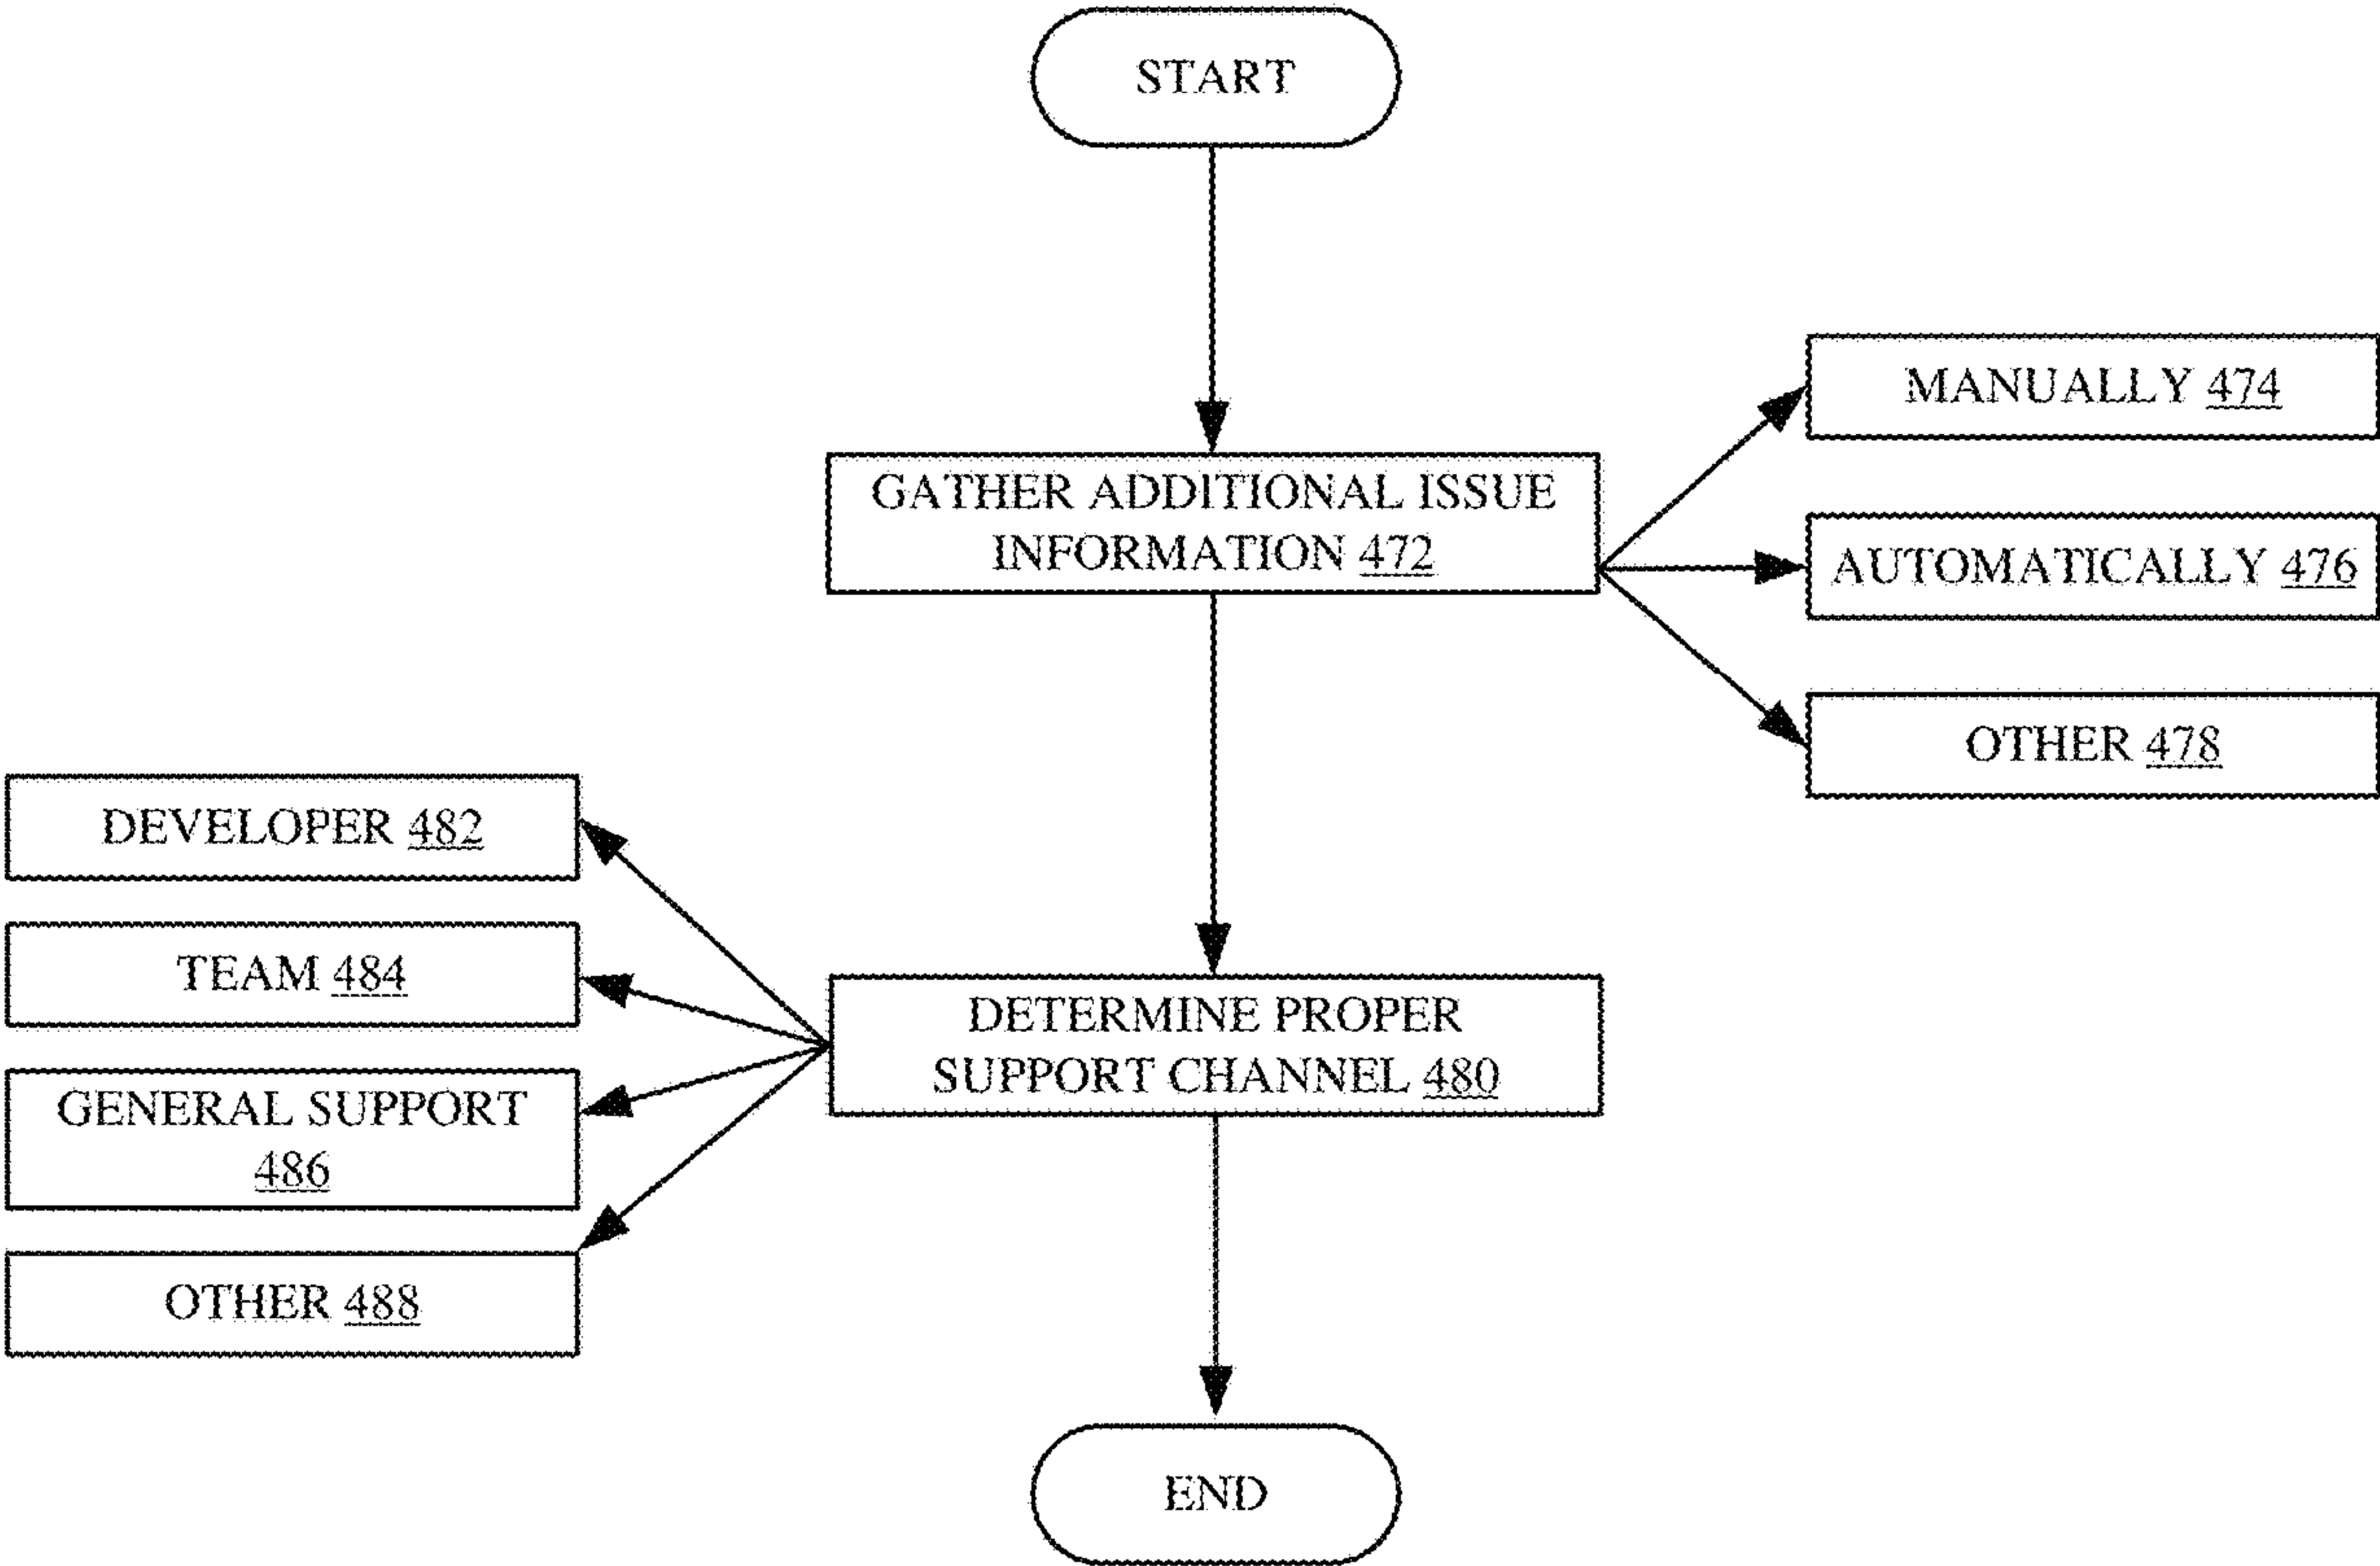 START
GATHER ADDITIONAL ISSUE
INFORMATION 472
MANUALLY 474
AUTOMATICALLY 476
OTHER 478
DETERMINE PROPER
SUPPORT CHANNEL 480
DEVELOPER 482
TEAM 484
GENERAL SUPPORT
486
OTHER 488
END